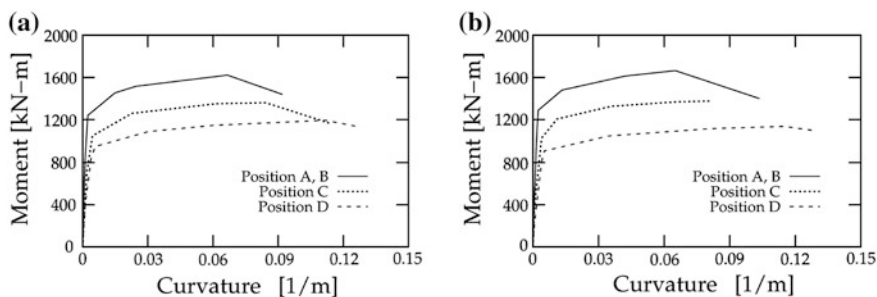 (a)
Moment [kN–m]
2000
1600
1200
800
400
0
Position A, B
Position C
Position D
0 0.03 0.06 0.09 0.12 0.15
Curvature [1/m]
(b)
Moment [kN–m]
2000
1600
1200
800
400
0
Position A, B
Position C
Position D
0 0.03 0.06 0.09 0.12 0.15
Curvature [1/m]